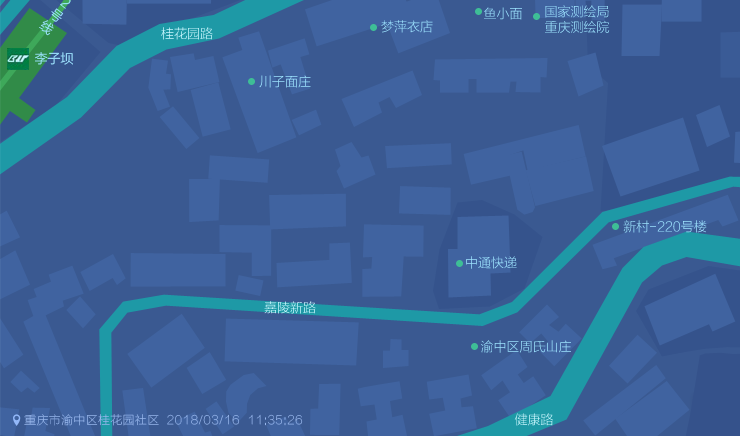 2号线
鱼小面
国家测绘局
重庆测绘院
梦萍衣店
桂花园路
李子坝
川子面庄
新村-220号楼
中通快递
嘉陵新路
渝中区周氏山庄
健康路
重庆市渝中区桂花园社区 2018/03/16 11:35:26